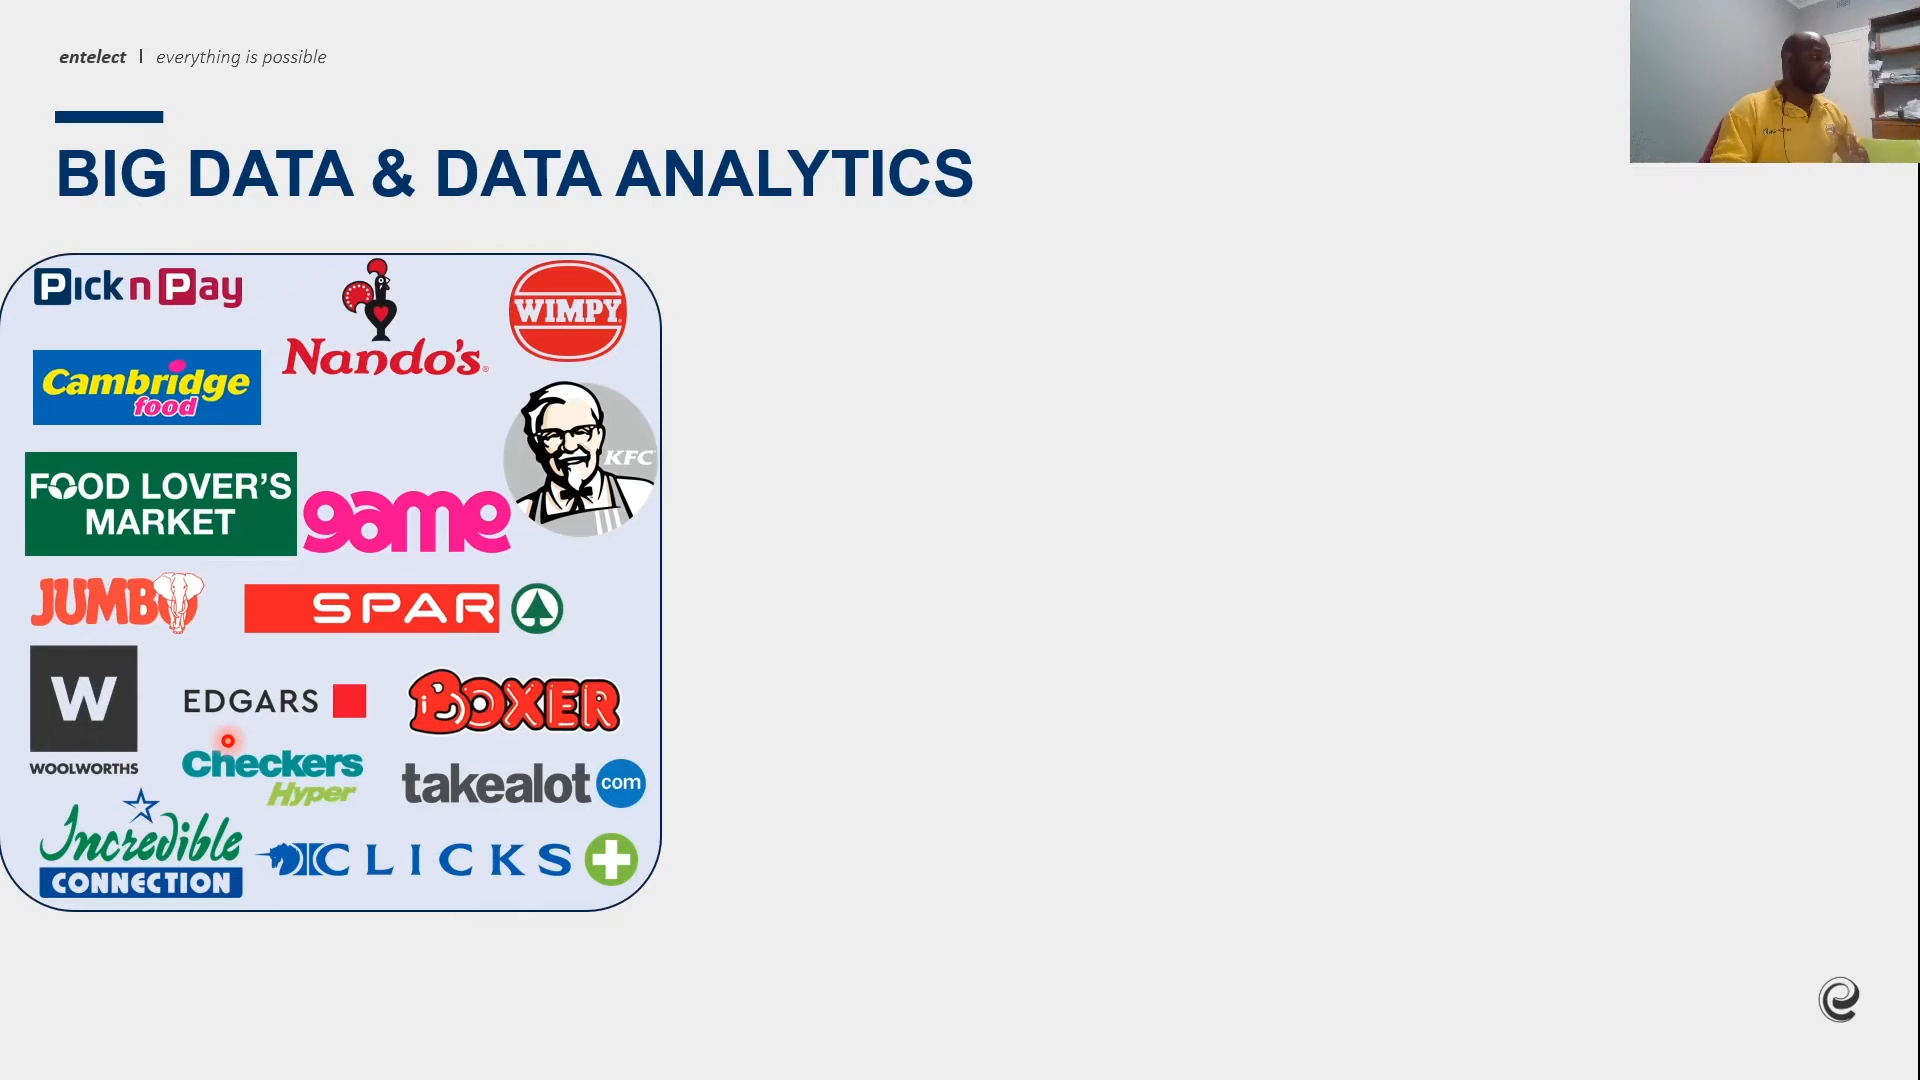 entelect | everything is possible
BIG DATA & DATA ANALYTICS
Pick n Pay
Nando's®
WIMPY
Cambridge
food
KFC
FOOD LOVER'S
MARKET
game
JUMBO
SPAR
W
WOOLWORTHS
EDGARS
BOXER
Checkers
Hyper
takealot com
Incredible
CONNECTION
CLICKS